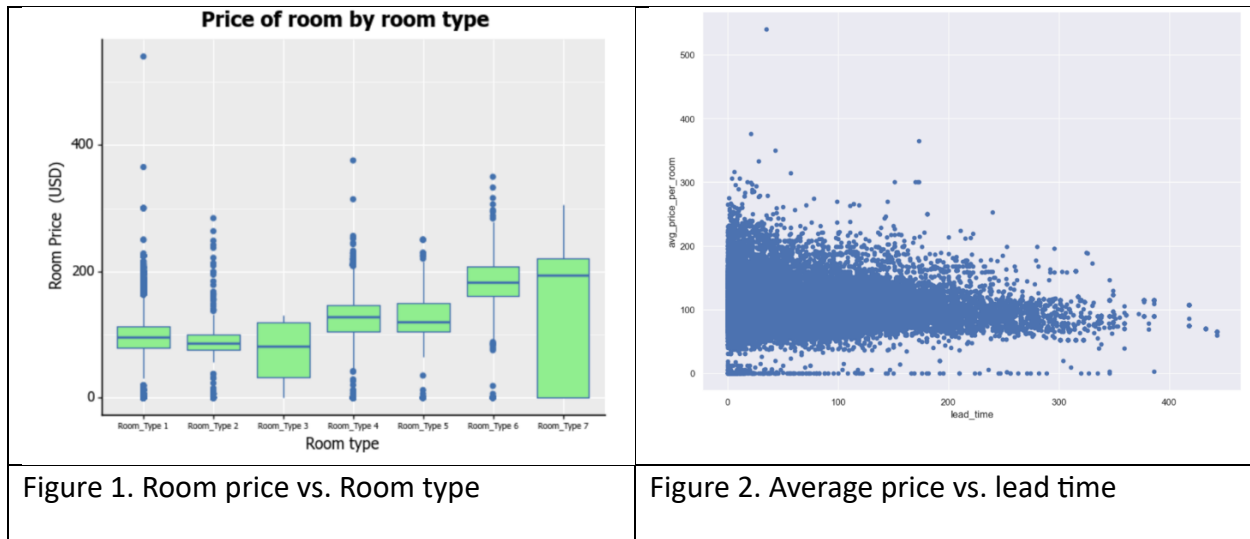 Price of room by room type
Room Price (USD)
400
200
0
Room_Type 1 Room_Type 2 Room_Type 3 Room_Type 4 Room_Type 5 Room_Type 6 Room_Type 7
Room type
avg_price_per_room
500
400
300
200
100
0
0 100 200 300 400
lead_time
Figure 1. Room price vs. Room type
Figure 2. Average price vs. lead time